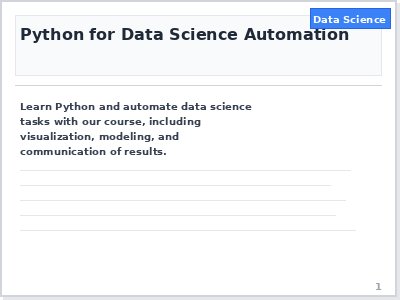 Data Science
Python for Data Science Automation
Learn Python and automate data science
tasks with our course, including
visualization, modeling, and
communication of results.
1